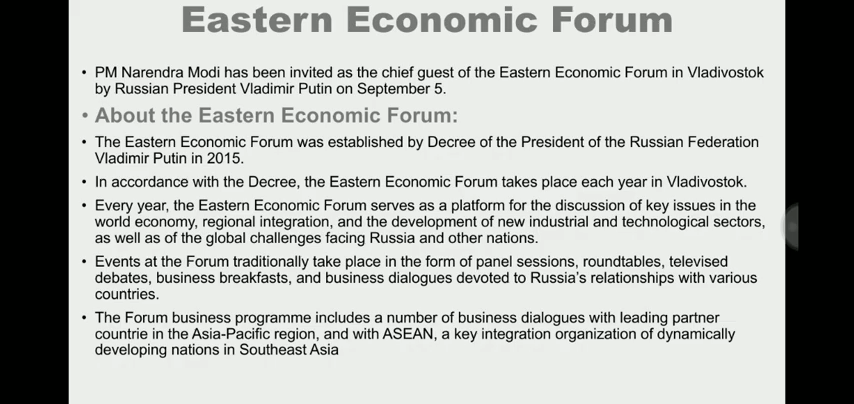 Eastern Economic Forum
• PM Narendra Modi has been invited as the chief guest of the Eastern Economic Forum in Vladivostok
by Russian President Vladimir Putin on September 5.
• About the Eastern Economic Forum:
• The Eastern Economic Forum was established by Decree of the President of the Russian Federation
Vladimir Putin in 2015.
• In accordance with the Decree, the Eastern Economic Forum takes place each year in Vladivostok.
• Every year, the Eastern Economic Forum serves as a platform for the discussion of key issues in the
world economy, regional integration, and the development of new industrial and technological sectors,
as well as of the global challenges facing Russia and other nations.
• Events at the Forum traditionally take place in the form of panel sessions, roundtables, televised
debates, business breakfasts, and business dialogues devoted to Russia's relationships with various
countries.
• The Forum business programme includes a number of business dialogues with leading partner
countrie in the Asia-Pacific region, and with ASEAN, a key integration organization of dynamically
developing nations in Southeast Asia